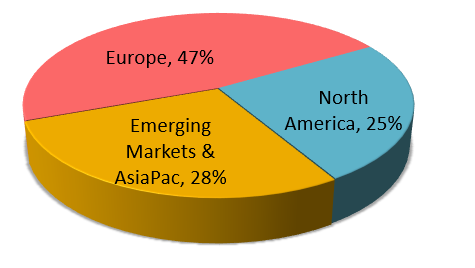 Europe, 47%
North
America, 25%
Emerging
Markets &
AsiaPac, 28%